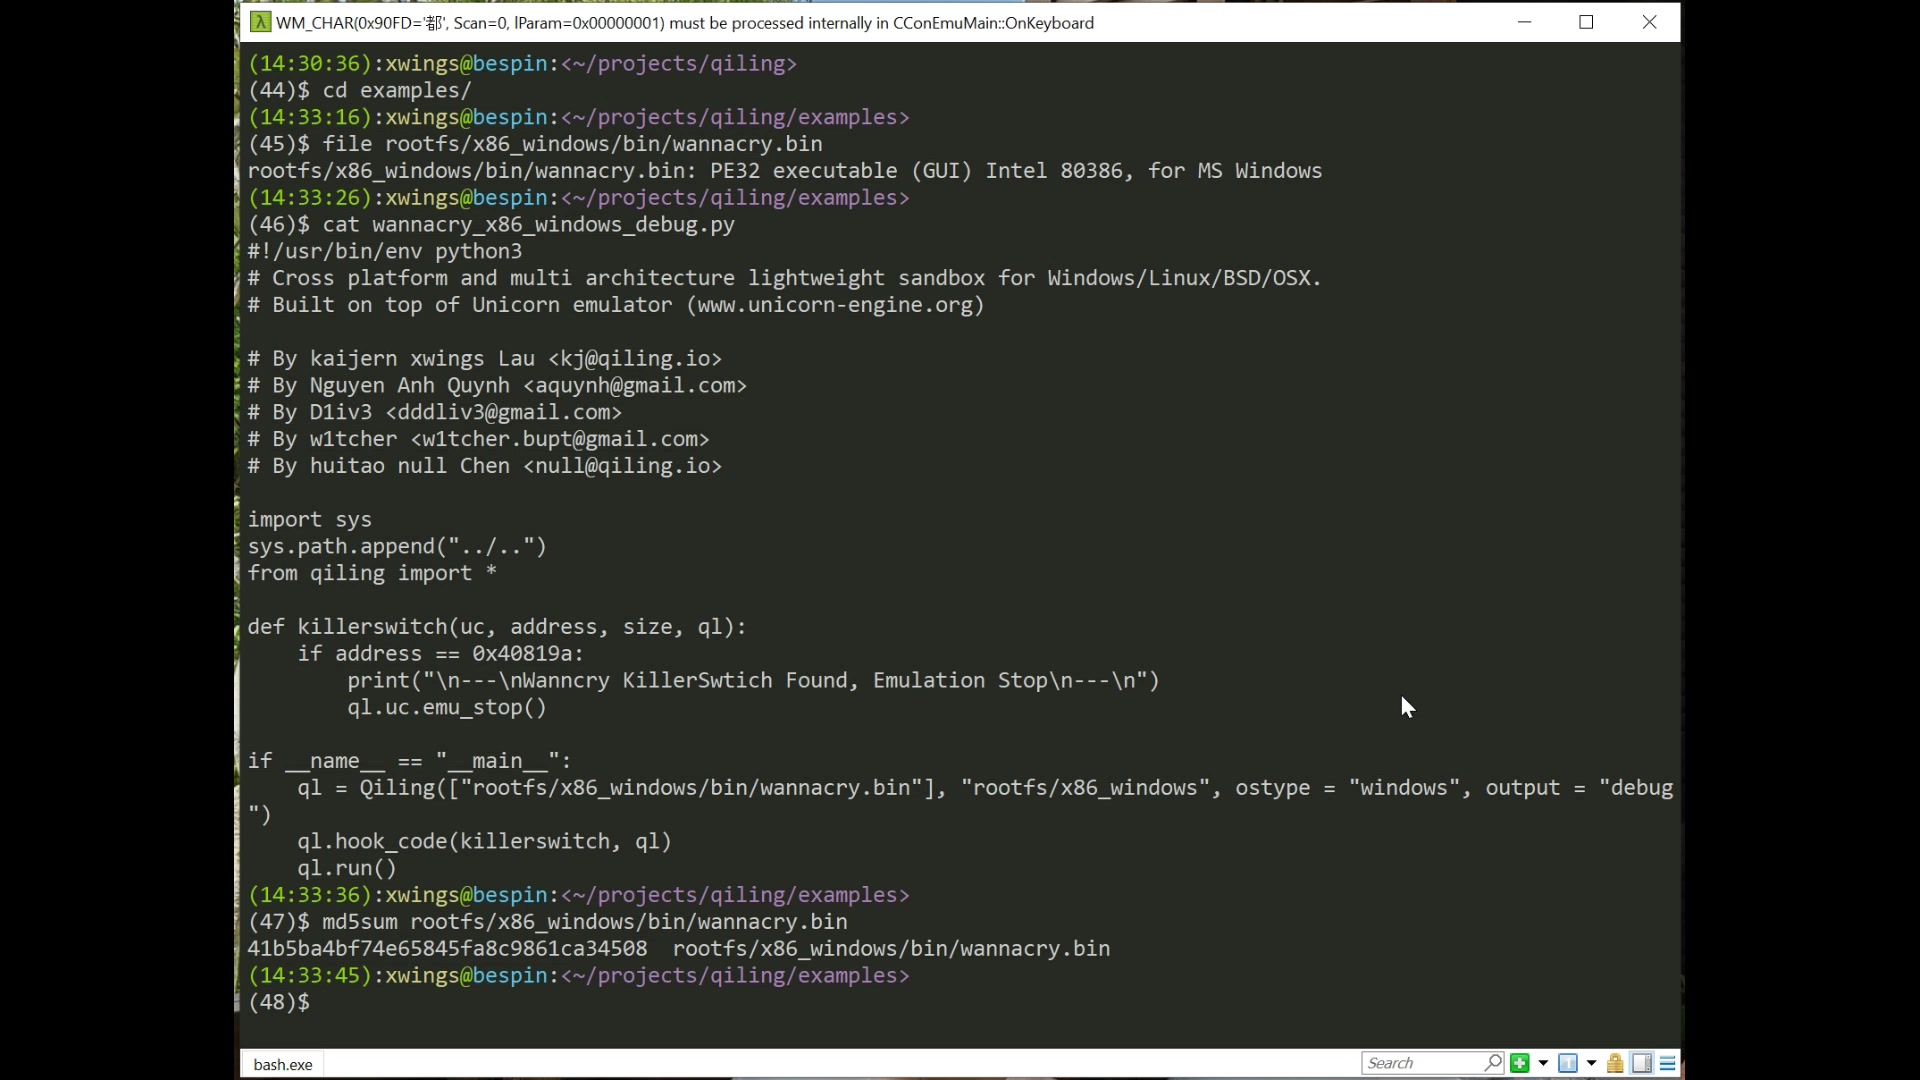 WM_CHAR(0x90FD='都', Scan=0, lParam=0x00000001) must be processed internally in CConEmuMain::OnKeyboard
(14:30:36):xwings@bespin:<~/projects/qiling>
(44)$ cd examples/
(14:33:16):xwings@bespin:<~/projects/qiling/examples>
(45)$ file rootfs/x86_windows/bin/wannacry.bin
rootfs/x86_windows/bin/wannacry.bin: PE32 executable (GUI) Intel 80386, for MS Windows
(14:33:26):xwings@bespin:<~/projects/qiling/examples>
(46)$ cat wannacry_x86_windows_debug.py
#!/usr/bin/env python3
# Cross platform and multi architecture lightweight sandbox for Windows/Linux/BSD/OSX.
# Built on top of Unicorn emulator (www.unicorn-engine.org)
# By kaijern xwings Lau <kj@qiling.io>
# By Nguyen Anh Quynh <aquynh@gmail.com>
# By D1iv3 <dddliv3@gmail.com>
# By w1tcher <w1tcher.bupt@gmail.com>
# By huitao null Chen <null@qiling.io>
import sys
sys.path.append("../..")
from qiling import *
def killerswitch(uc, address, size, ql):
    if address == 0x40819a:
        print("\n---\nWanncry KillerSwtich Found, Emulation Stop\n---\n")
        ql.uc.emu_stop()
if __name__ == "__main__":
    ql = Qiling(["rootfs/x86_windows/bin/wannacry.bin"], "rootfs/x86_windows", ostype = "windows", output = "debug
")
    ql.hook_code(killerswitch, ql)
    ql.run()
(14:33:36):xwings@bespin:<~/projects/qiling/examples>
(47)$ md5sum rootfs/x86_windows/bin/wannacry.bin
41b5ba4bf74e65845fa8c9861ca34508  rootfs/x86_windows/bin/wannacry.bin
(14:33:45):xwings@bespin:<~/projects/qiling/examples>
(48)$
bash.exe
Search